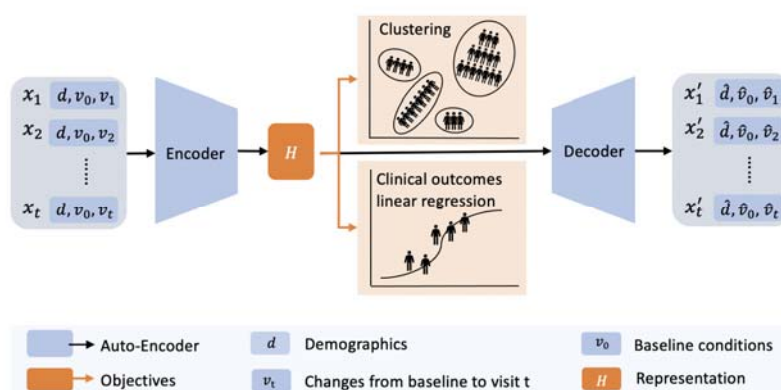 Clustering
x₁ d, v₀, v₁
x₂ d, v₀, v₂
xₜ d, v₀, vₜ
Encoder
H
Decoder
x′₁ d̂, v̂₀, v̂₁
x′₂ d̂, v̂₀, v̂₂
x′ₜ d̂, v̂₀, v̂ₜ
Clinical outcomes
linear regression
Auto-Encoder
d Demographics
v₀ Baseline conditions
Objectives
vₜ Changes from baseline to visit t
H Representation